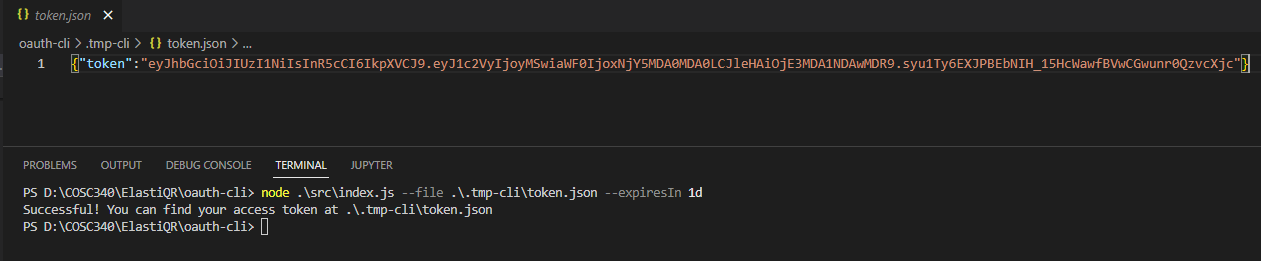 {} token.json ×
oauth-cli > .tmp-cli > {} token.json > ...
1 {"token":"eyJhbGciOiJIUzI1NiIsInR5cCI6IkpXVCJ9.eyJ1c2VyIjoyMSwiaWF0IjoxNjY5MDA0MDA0LCJleHAiOjE3MDA1NDAwMDR9.syu1Ty6EXJPBEbNIH_15HcWawfBVwCGwunr0QzvcXjc"}
PROBLEMS OUTPUT DEBUG CONSOLE TERMINAL JUPYTER
PS D:\COSC340\ElastiQR\oauth-cli> node .\src\index.js --file .\.tmp-cli\token.json --expiresIn 1d
Successful! You can find your access token at .\.tmp-cli\token.json
PS D:\COSC340\ElastiQR\oauth-cli>